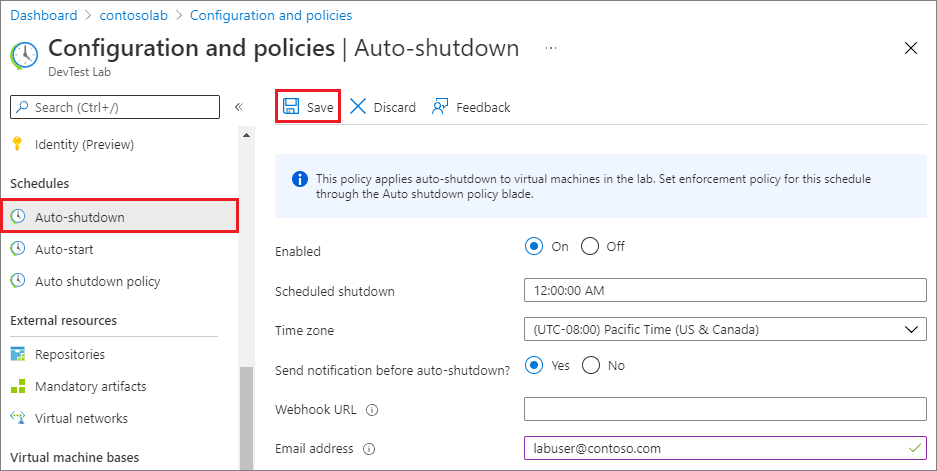 Dashboard > contosolab > Configuration and policies
Configuration and policies | Auto-shutdown ...
DevTest Lab
Search (Ctrl+/)
«
Save
Discard
Feedback
Identity (Preview)
Schedules
Auto-shutdown
Auto-start
Auto shutdown policy
External resources
Repositories
Mandatory artifacts
Virtual networks
Virtual machine bases
This policy applies auto-shutdown to virtual machines in the lab. Set enforcement policy for this schedule
through the Auto shutdown policy blade.
Enabled On Off
Scheduled shutdown 12:00:00 AM
Time zone (UTC-08:00) Pacific Time (US & Canada)
Send notification before auto-shutdown? Yes No
Webhook URL
Email address labuser@contoso.com